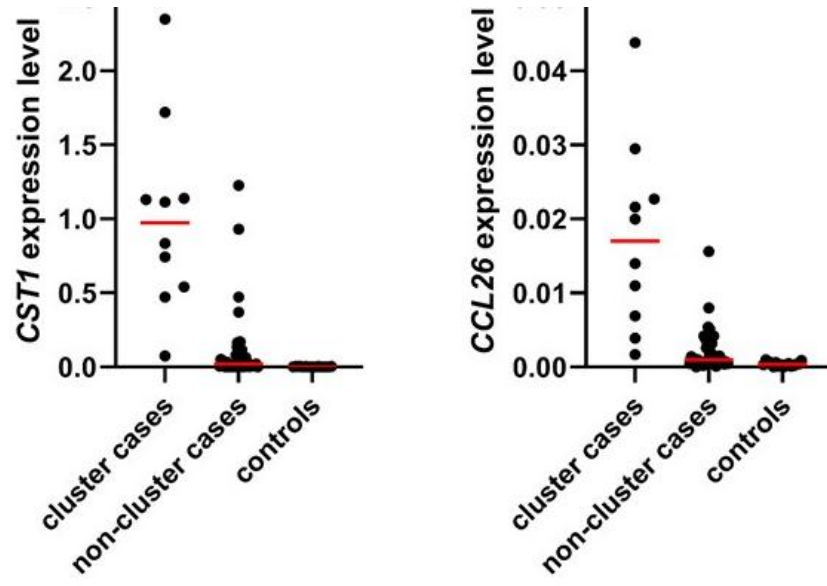 CST1 expression level
2.0
1.5
1.0
0.5
0.0
cluster cases
non-cluster cases
controls
CCL26 expression level
0.04
0.03
0.02
0.01
0.00
cluster cases
non-cluster cases
controls